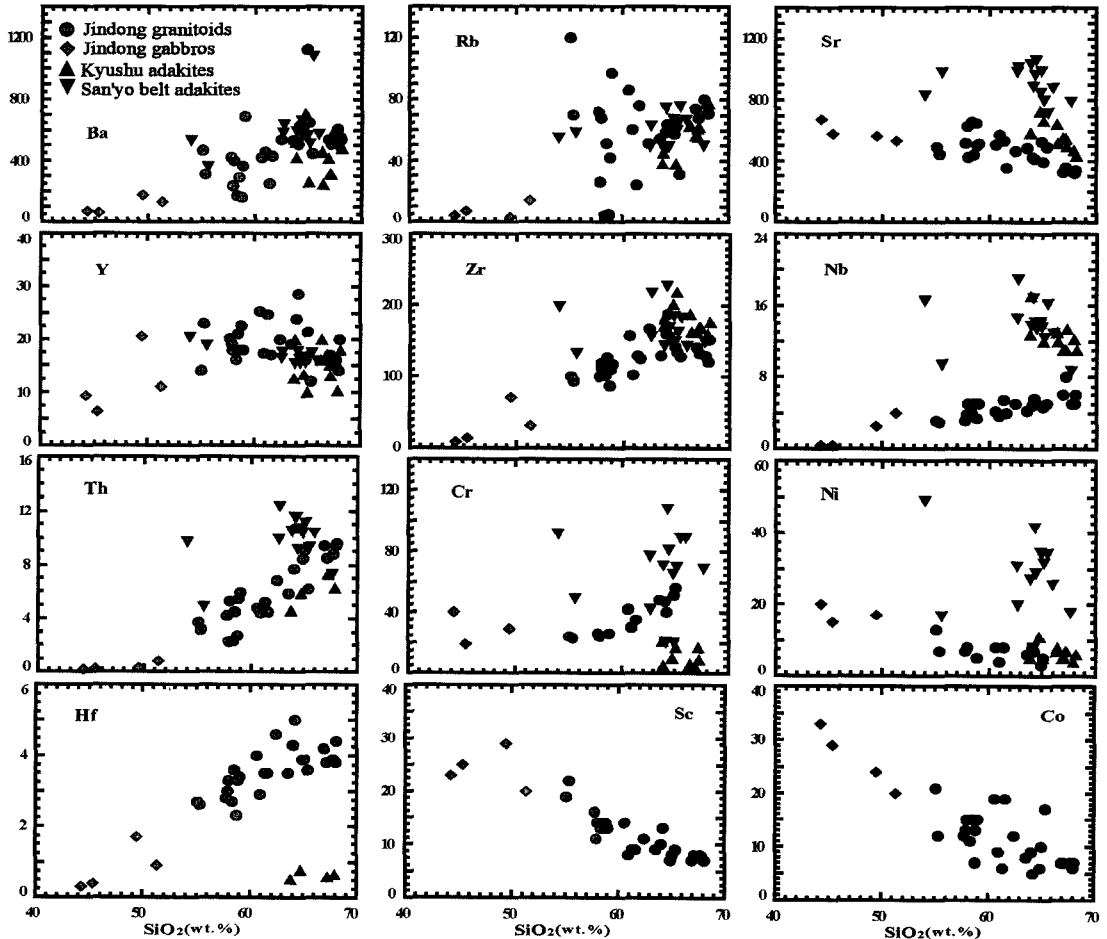 Jindong granitoids
Jindong gabbros
Kyushu adakites
San'yo belt adakites
1200
800
400
0
Ba
120
100
80
60
40
20
0
Rb
1200
800
400
0
Sr
40
30
20
10
0
Y
300
200
100
0
Zr
24
16
8
0
Nb
16
12
8
4
0
Th
120
80
40
0
Cr
60
40
20
0
Ni
6
4
2
0
Hf
40
30
20
10
0
Sc
40
30
20
10
0
Co
40 50 60 70
40 50 60 70
40 50 60 70
SiO2(wt.%)
SiO2(wt.%)
SiO2(wt.%)